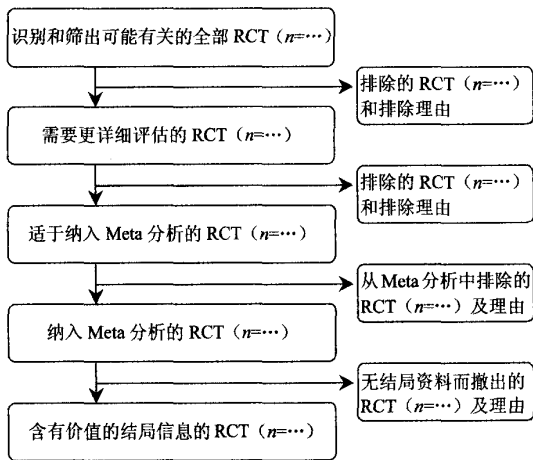 识别和筛出可能有关的全部 RCT（n=…）
排除的 RCT（n=…）
和排除理由
需要更详细评估的 RCT（n=…）
排除的 RCT（n=…）
和排除理由
适于纳入 Meta 分析的 RCT（n=…）
从Meta分析中排除的
RCT（n=…）及理由
纳入 Meta 分析的 RCT（n=…）
无结局资料而撤出的
RCT（n=…）及理由
含有价值的结局信息的 RCT（n=…）